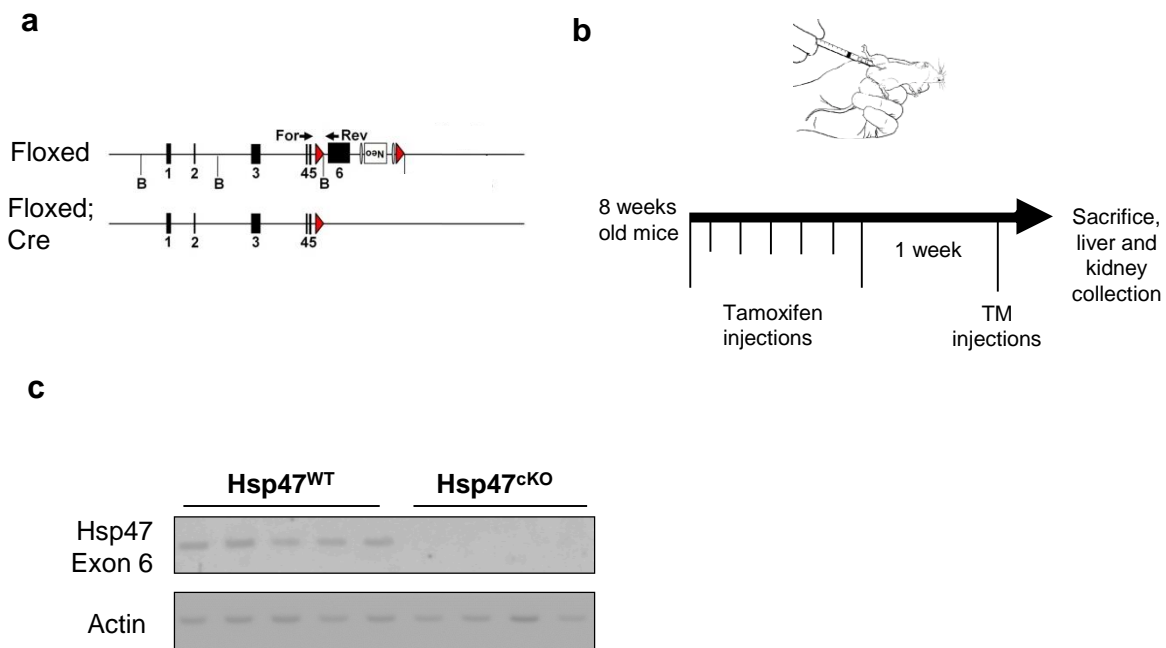 a
For Rev
Floxed
Neo
B 1 2 B 3 45 B 6
Floxed;
Cre
1 2 3 45
b
8 weeks
old mice
1 week
Sacrifice,
liver and
kidney
collection
Tamoxifen
injections
TM
injections
c
Hsp47WT Hsp47cKO
Hsp47
Exon 6
Actin